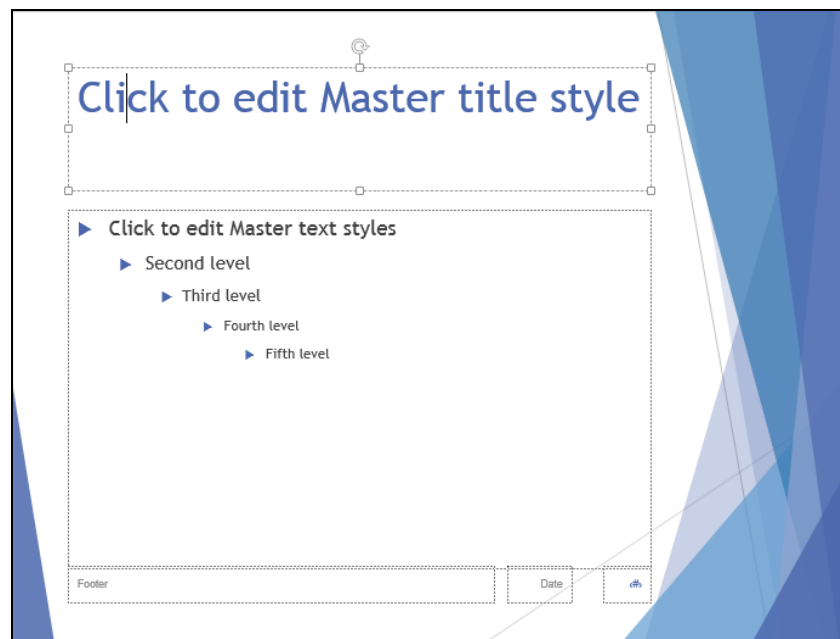 Click to edit Master title style
Click to edit Master text styles
Second level
Third level
Fourth level
Fifth level
Footer
Date
‹#›